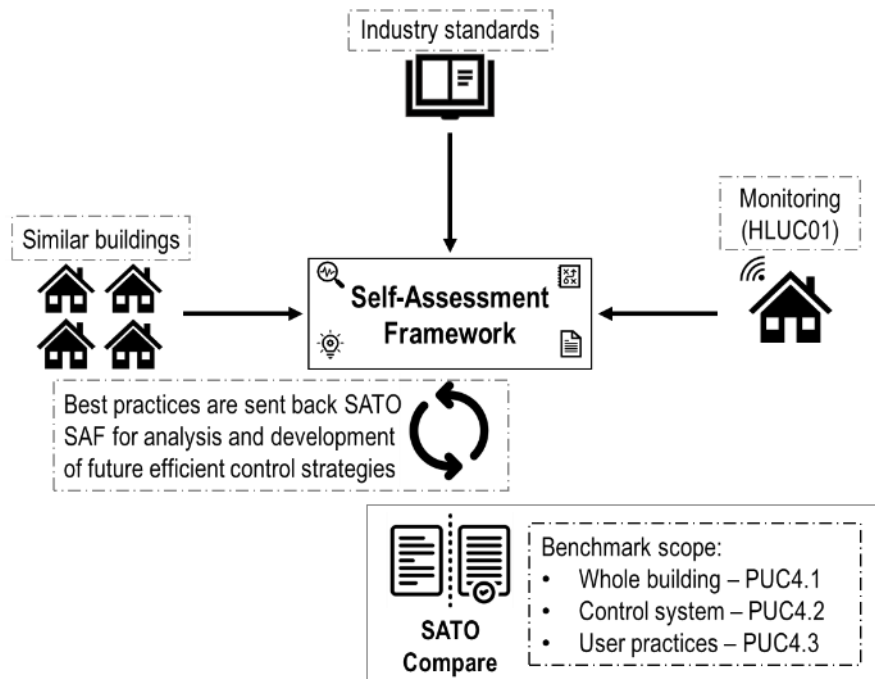 Industry standards
Similar buildings
Monitoring
(HLUC01)
Self-Assessment
Framework
Best practices are sent back SATO
SAF for analysis and development
of future efficient control strategies
SATO
Compare
Benchmark scope:
• Whole building – PUC4.1
• Control system – PUC4.2
• User practices – PUC4.3